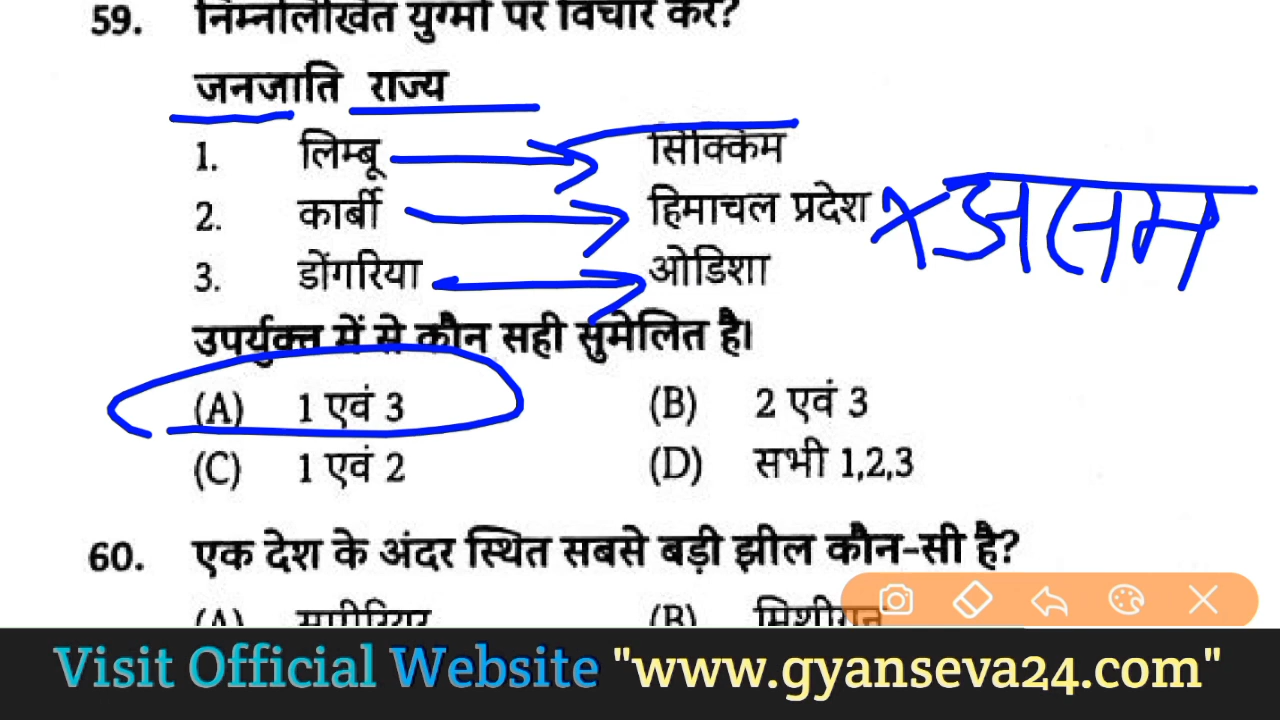 59. निम्नलिखित युग्मों पर विचार करें?
जनजाति राज्य
1. लिम्बू सिक्किम
2. कार्बी हिमाचल प्रदेश × असम
3. डोंगरिया ओडिशा
उपर्युक्त में से कौन सही सुमेलित है।
(A) 1 एवं 3 (B) 2 एवं 3
(C) 1 एवं 2 (D) सभी 1,2,3
60. एक देश के अंदर स्थित सबसे बड़ी झील कौन-सी है?
(A) सुपीरियर (B) मिशीगन
Visit Official Website "www.gyanseva24.com"